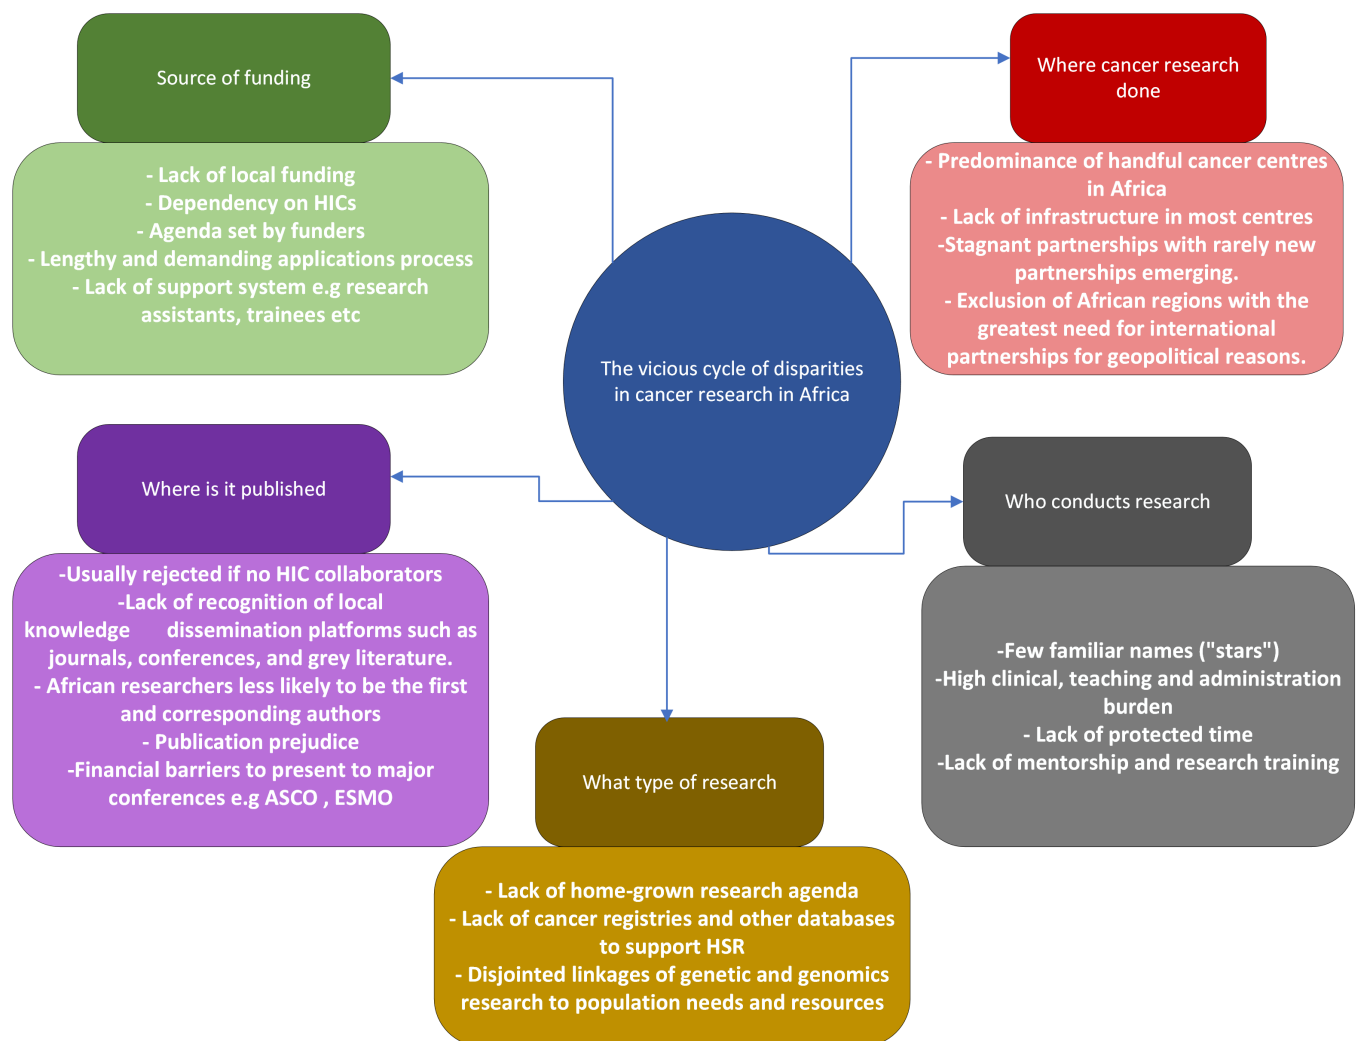 Source of funding
- Lack of local funding
- Dependency on HICs
- Agenda set by funders
- Lengthy and demanding applications process
- Lack of support system e.g research
assistants, trainees etc
Where cancer research
done
- Predominance of handful cancer centres
in Africa
- Lack of infrastructure in most centres
-Stagnant partnerships with rarely new
partnerships emerging.
- Exclusion of African regions with the
greatest need for international
partnerships for geopolitical reasons.
The vicious cycle of disparities
in cancer research in Africa
Where is it published
-Usually rejected if no HIC collaborators
-Lack of recognition of local
knowledge dissemination platforms such as
journals, conferences, and grey literature.
- African researchers less likely to be the first
and corresponding authors
- Publication prejudice
-Financial barriers to present to major
conferences e.g ASCO , ESMO
Who conducts research
-Few familiar names ("stars")
-High clinical, teaching and administration
burden
- Lack of protected time
-Lack of mentorship and research training
What type of research
- Lack of home-grown research agenda
- Lack of cancer registries and other databases
to support HSR
- Disjointed linkages of genetic and genomics
research to population needs and resources